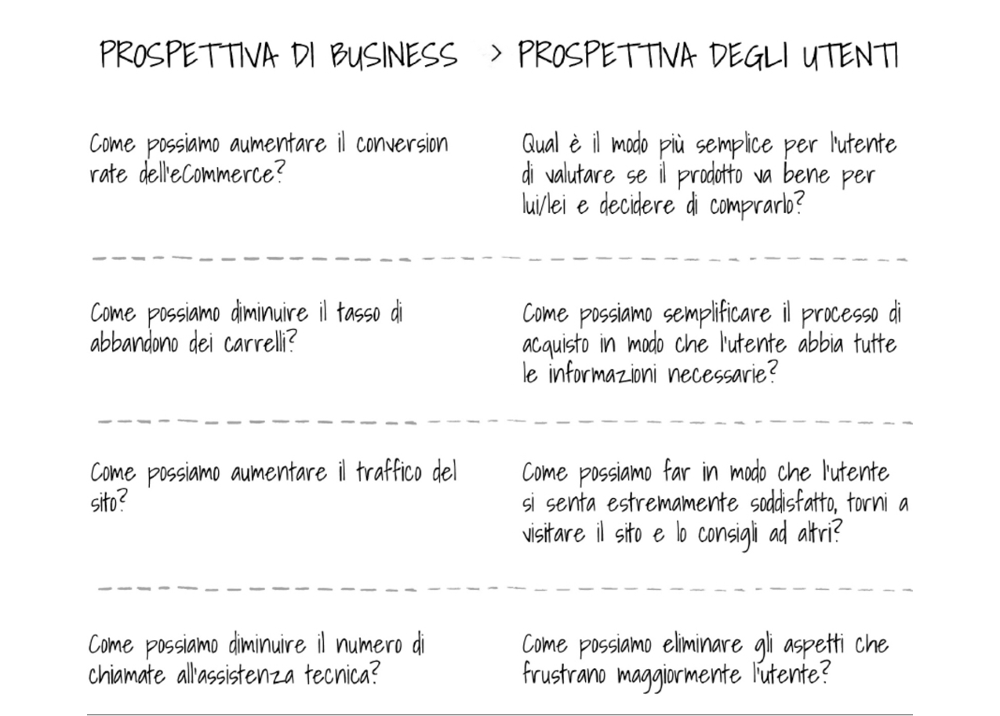 PROSPETTIVA DI BUSINESS > PROSPETTIVA DEGLI UTENTI
Come possiamo aumentare il conversion
rate dell'eCommerce?
Qual è il modo più semplice per l'utente
di valutare se il prodotto va bene per
lui/lei e decidere di comprarlo?
Come possiamo diminuire il tasso di
abbandono dei carrelli?
Come possiamo semplificare il processo di
acquisto in modo che l'utente abbia tutte
le informazioni necessarie?
Come possiamo aumentare il traffico del
sito?
Come possiamo far in modo che l'utente
si senta estremamente soddisfatto, torni a
visitare il sito e lo consigli ad altri?
Come possiamo diminuire il numero di
chiamate all'assistenza tecnica?
Come possiamo eliminare gli aspetti che
frustrano maggiormente l'utente?